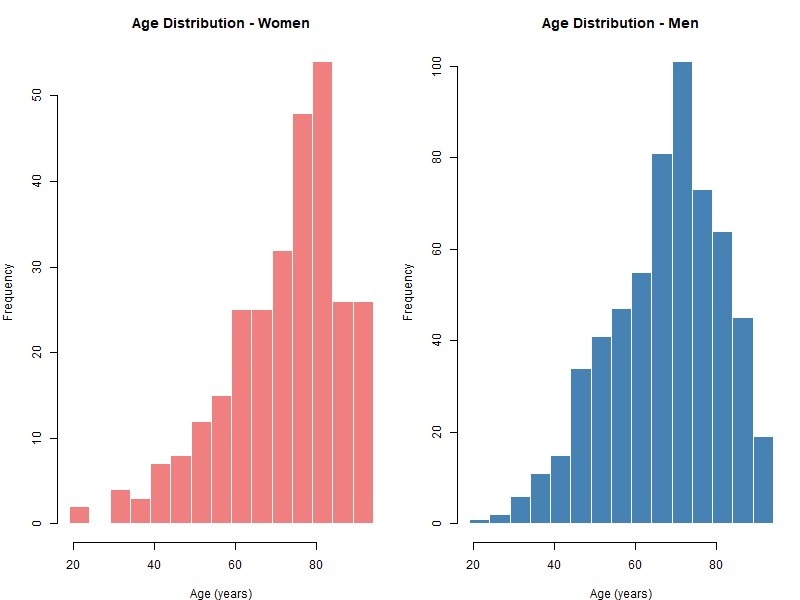 Age Distribution - Women
50
40
30
20
10
0
Frequency
20 40 60 80
Age (years)
Age Distribution - Men
100
80
60
40
20
0
Frequency
20 40 60 80
Age (years)